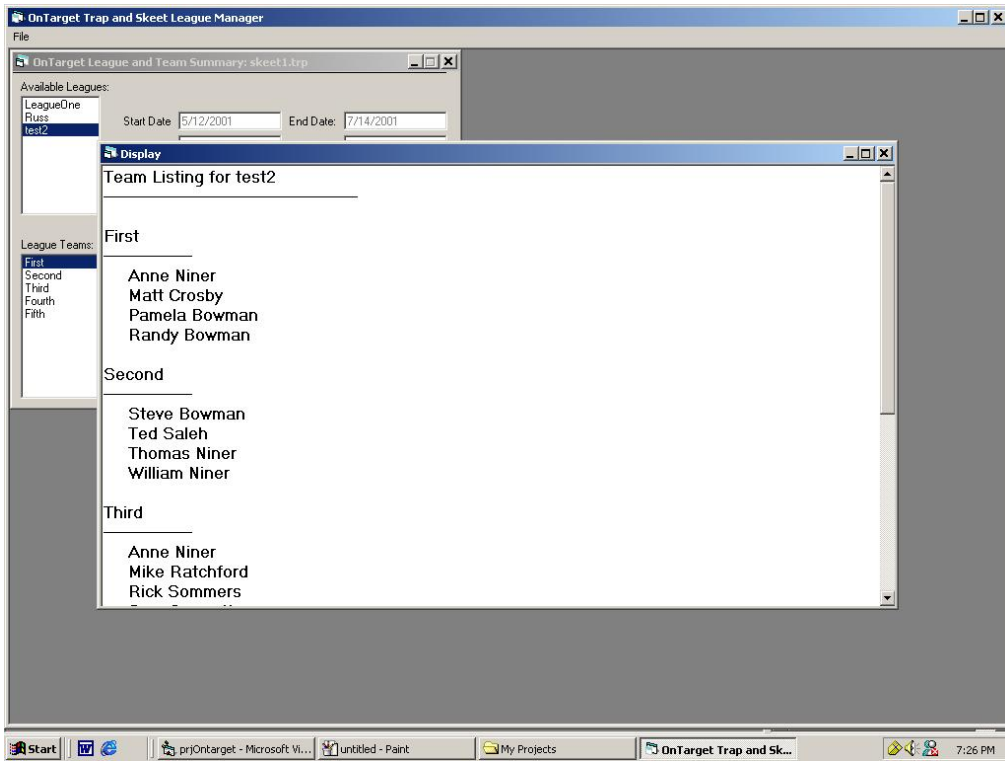 OnTarget Trap and Skeet League Manager
File
OnTarget League and Team Summary: skeet1.trp
Available Leagues:
LeagueOne
Russ
test2
Start Date 5/12/2001 End Date: 7/14/2001
Display
Team Listing for test2
First
Anne Niner
Matt Crosby
Pamela Bowman
Randy Bowman
Second
Steve Bowman
Ted Saleh
Thomas Niner
William Niner
Third
Anne Niner
Mike Ratchford
Rick Sommers
League Teams:
First
Second
Third
Fourth
Fifth
Start prjOntarget - Microsoft Vi... untitled - Paint My Projects OnTarget Trap and Sk... 7:26 PM